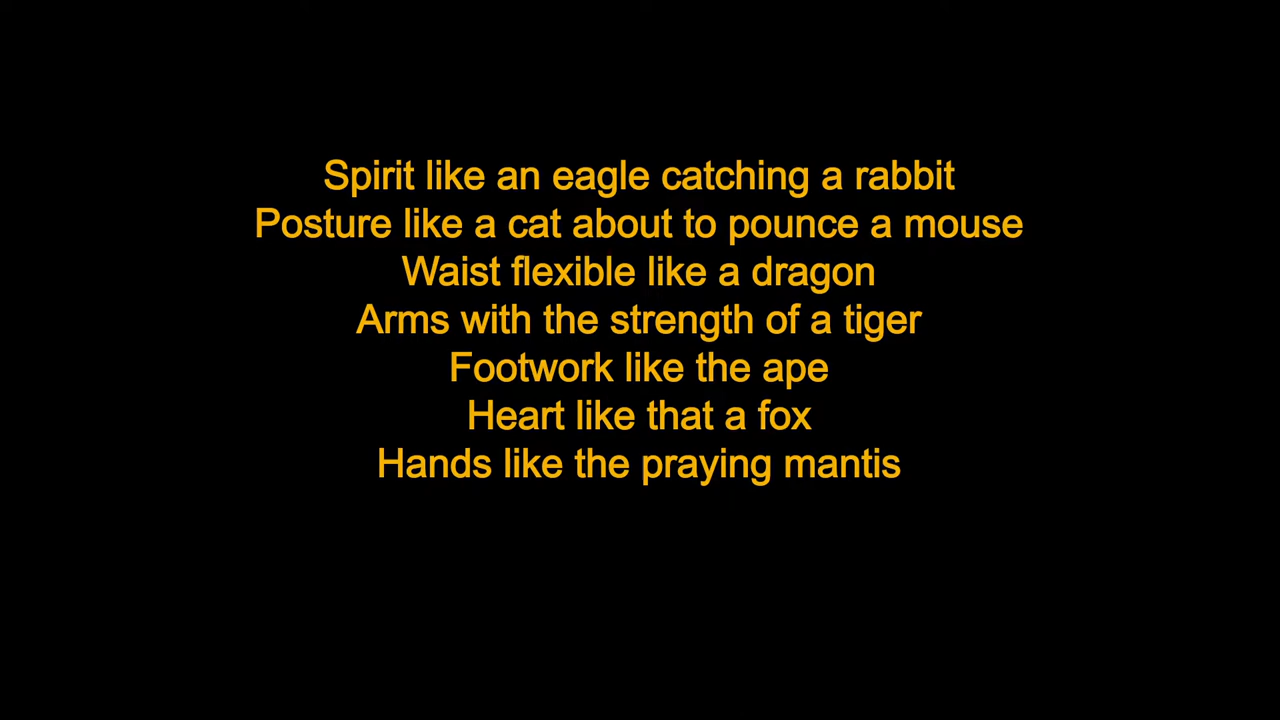 Spirit like an eagle catching a rabbit
Posture like a cat about to pounce a mouse
Waist flexible like a dragon
Arms with the strength of a tiger
Footwork like the ape
Heart like that a fox
Hands like the praying mantis